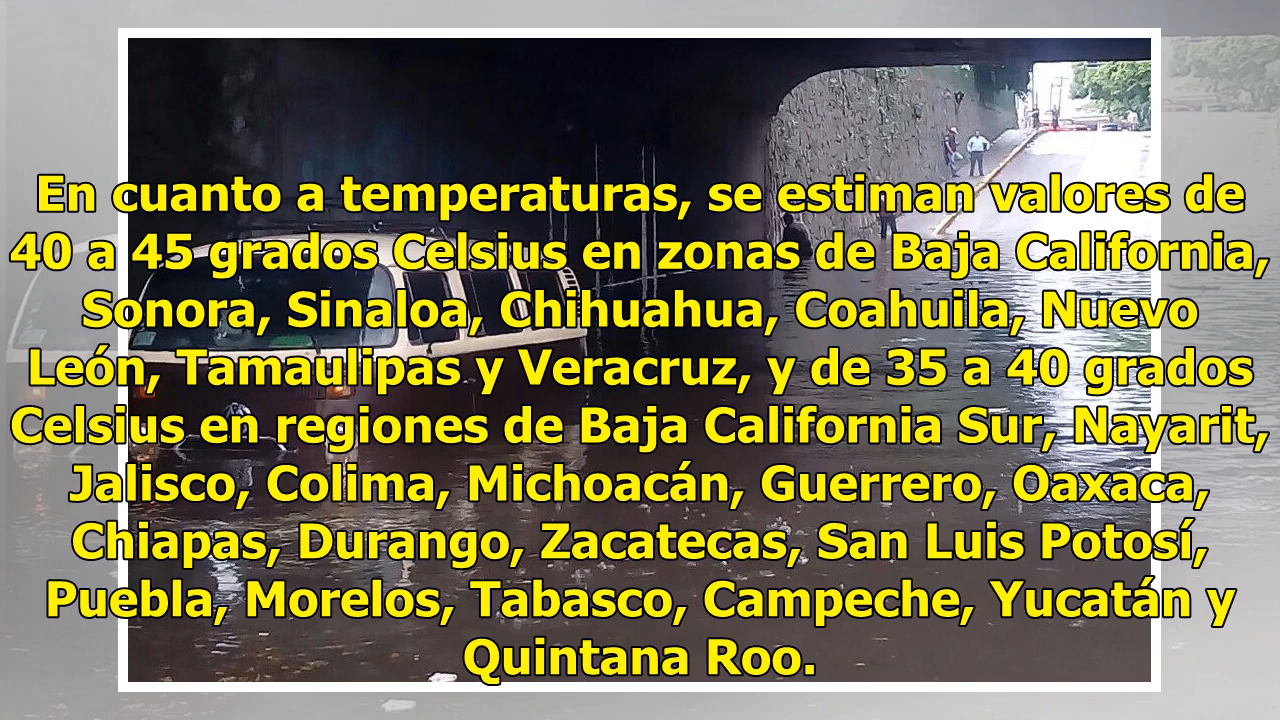 En cuanto a temperaturas, se estiman valores de
40 a 45 grados Celsius en zonas de Baja California,
Sonora, Sinaloa, Chihuahua, Coahuila, Nuevo
León, Tamaulipas y Veracruz, y de 35 a 40 grados
Celsius en regiones de Baja California Sur, Nayarit,
Jalisco, Colima, Michoacán, Guerrero, Oaxaca,
Chiapas, Durango, Zacatecas, San Luis Potosí,
Puebla, Morelos, Tabasco, Campeche, Yucatán y
Quintana Roo.